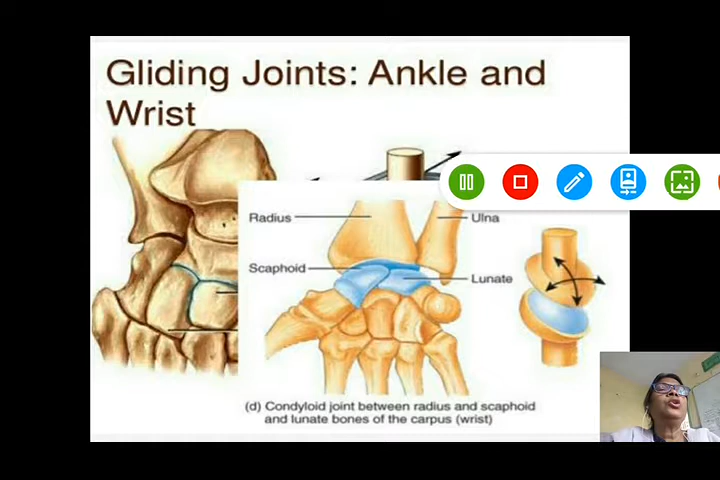 Gliding Joints: Ankle and
Wrist
Radius
Ulna
Scaphoid
Lunate
(d) Condyloid joint between radius and scaphoid
and lunate bones of the carpus (wrist)